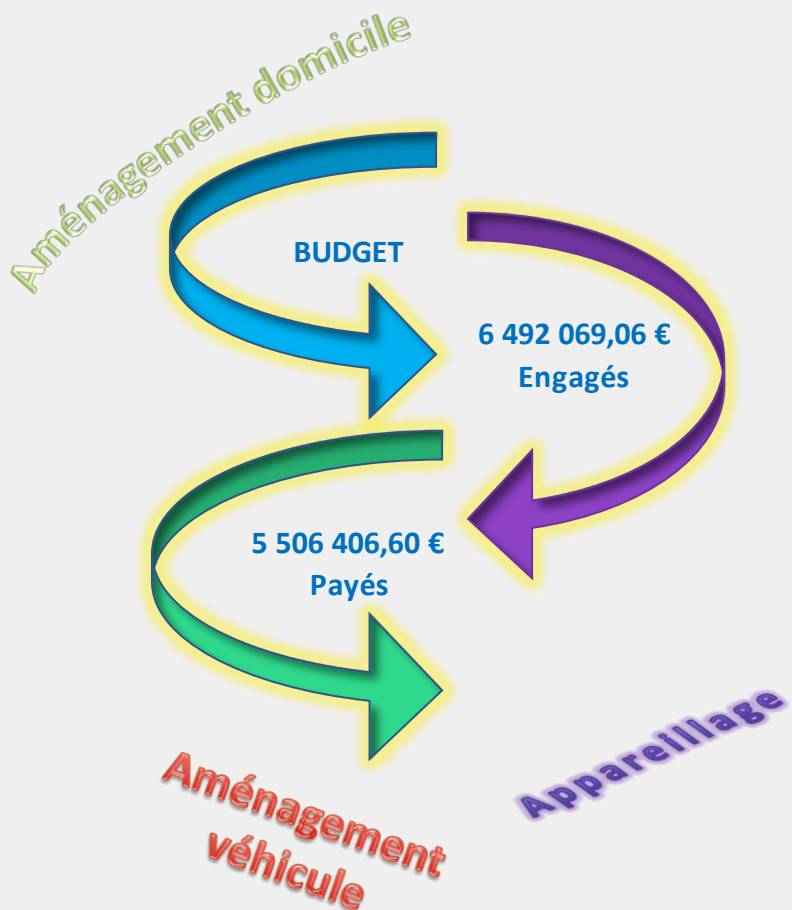 Aménagement domicile
BUDGET
6 492 069,06 €
Engagés
5 506 406,60 €
Payés
Appareillage
Aménagement
véhicule